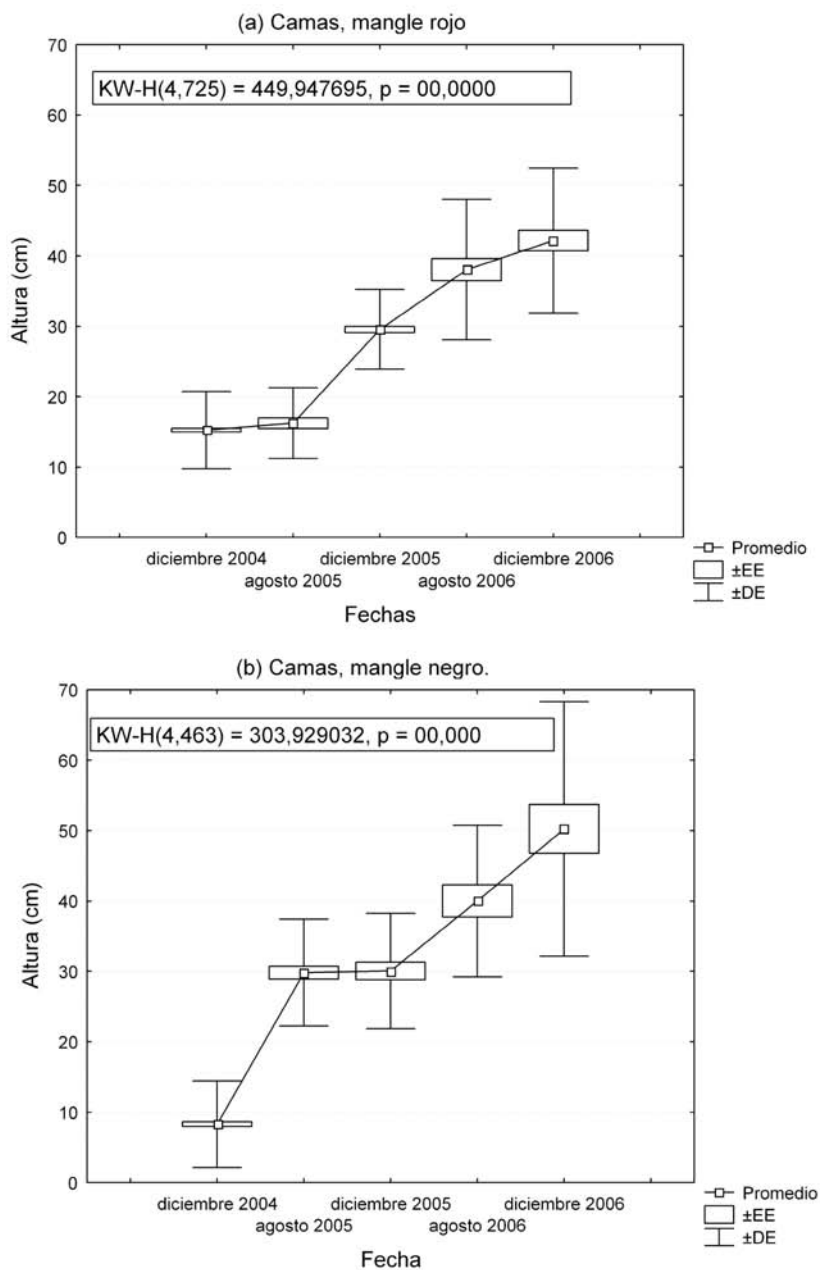 (a) Camas, mangle rojo
70
KW-H(4,725) = 449,947695, p = 00,0000
60
50
40
30
20
10
0
Altura (cm)
diciembre 2004
diciembre 2005
diciembre 2006
agosto 2005
agosto 2006
Fechas
Promedio
±EE
±DE
(b) Camas, mangle negro.
70
KW-H(4,463) = 303,929032, p = 00,000
60
50
40
30
20
10
0
Altura (cm)
diciembre 2004
diciembre 2005
diciembre 2006
agosto 2005
agosto 2006
Fecha
Promedio
±EE
±DE